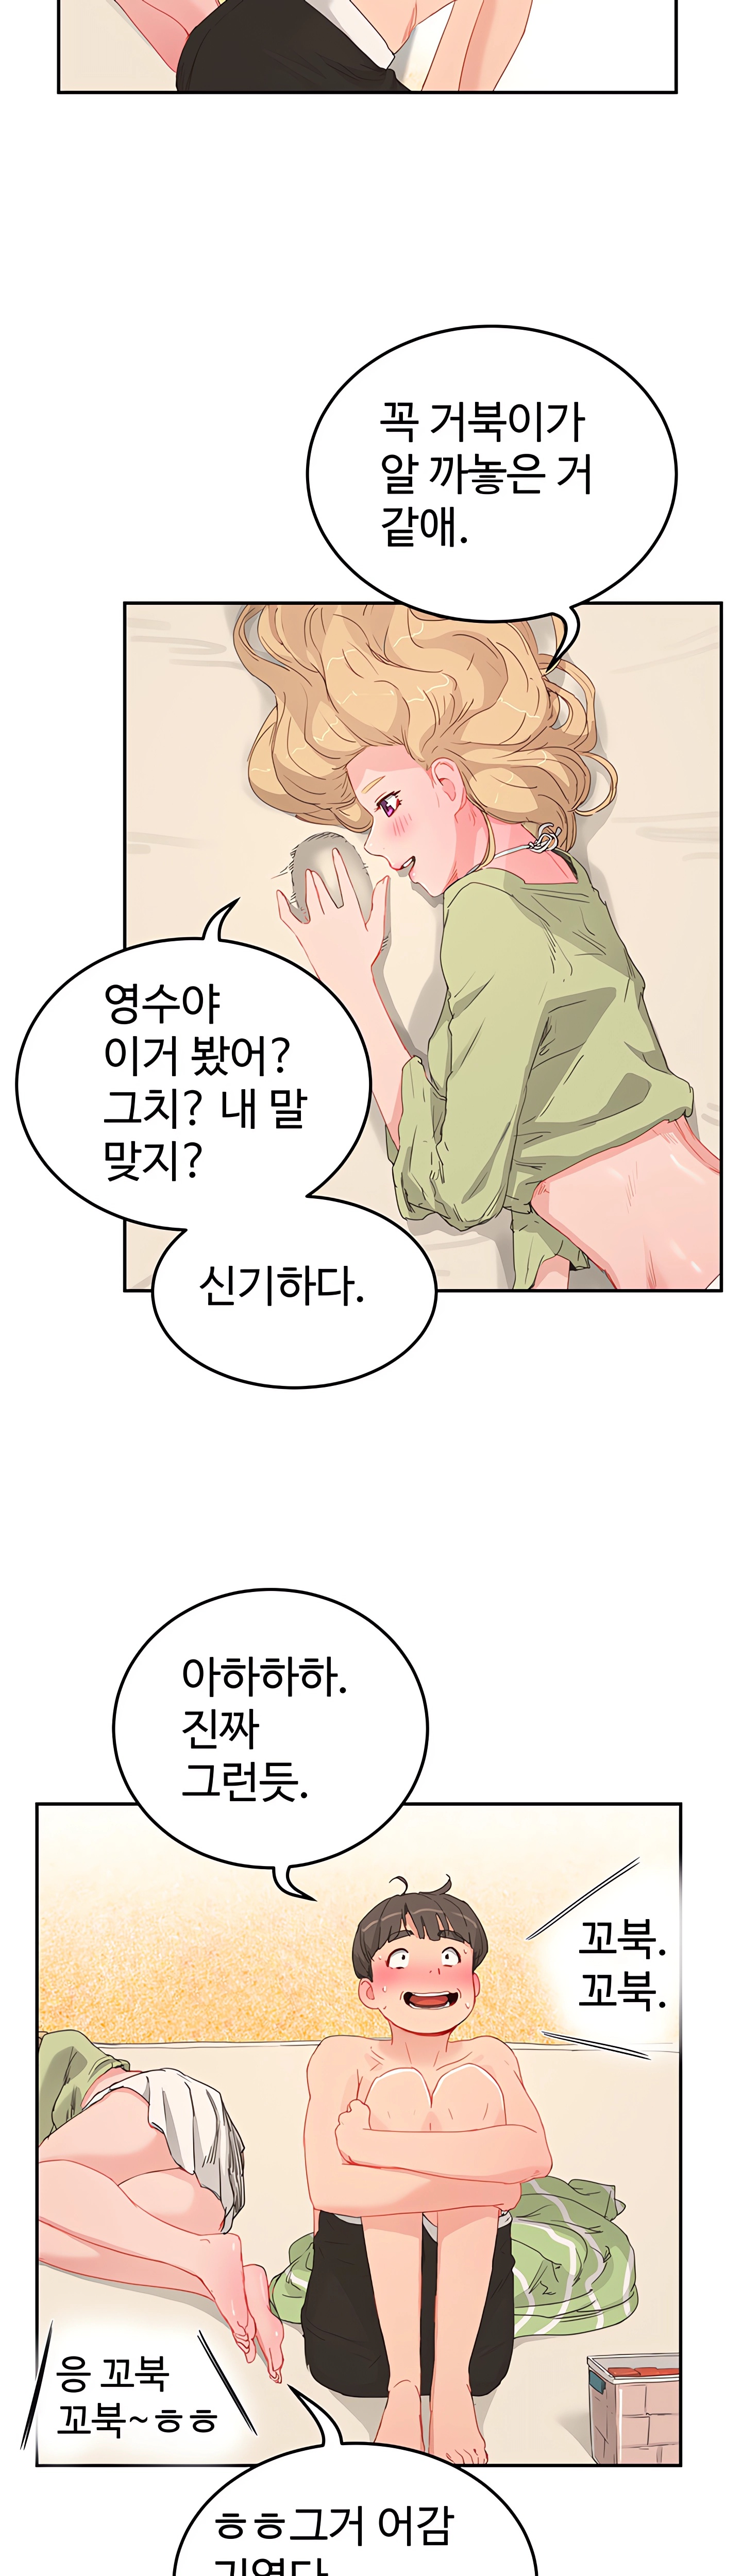 꼭 거북이가
알 까놓은 거
같애.
영수야
이거 봤어?
그치? 내 말
맞지?
신기하다.
아하하하.
진짜
그런듯.
꼬북.
꼬북.
응 꼬북
꼬북~ㅎㅎ
ㅎㅎ그거 어감